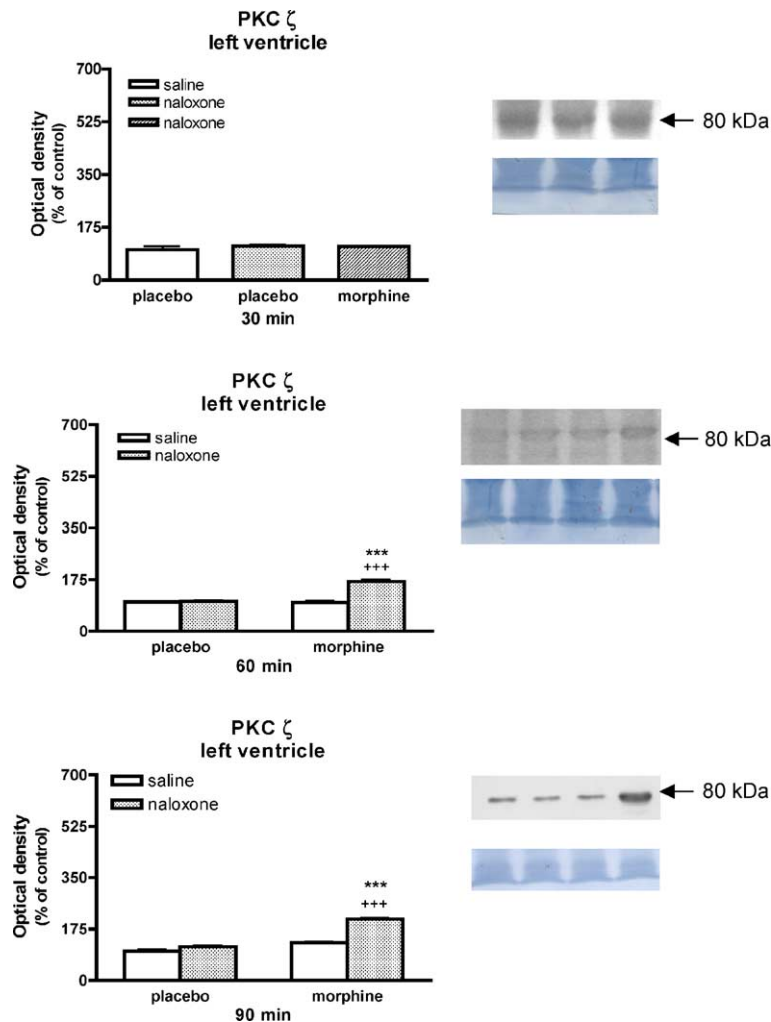 PKC ζ
left ventricle
700
525
350
175
0
Optical density
(% of control)
saline
naloxone
naloxone
placebo
placebo
morphine
30 min
80 kDa
PKC ζ
left ventricle
700
525
350
175
0
Optical density
(% of control)
saline
naloxone
***
+++
placebo
morphine
60 min
80 kDa
PKC ζ
left ventricle
700
525
350
175
0
Optical density
(% of control)
saline
naloxone
***
+++
placebo
morphine
90 min
80 kDa